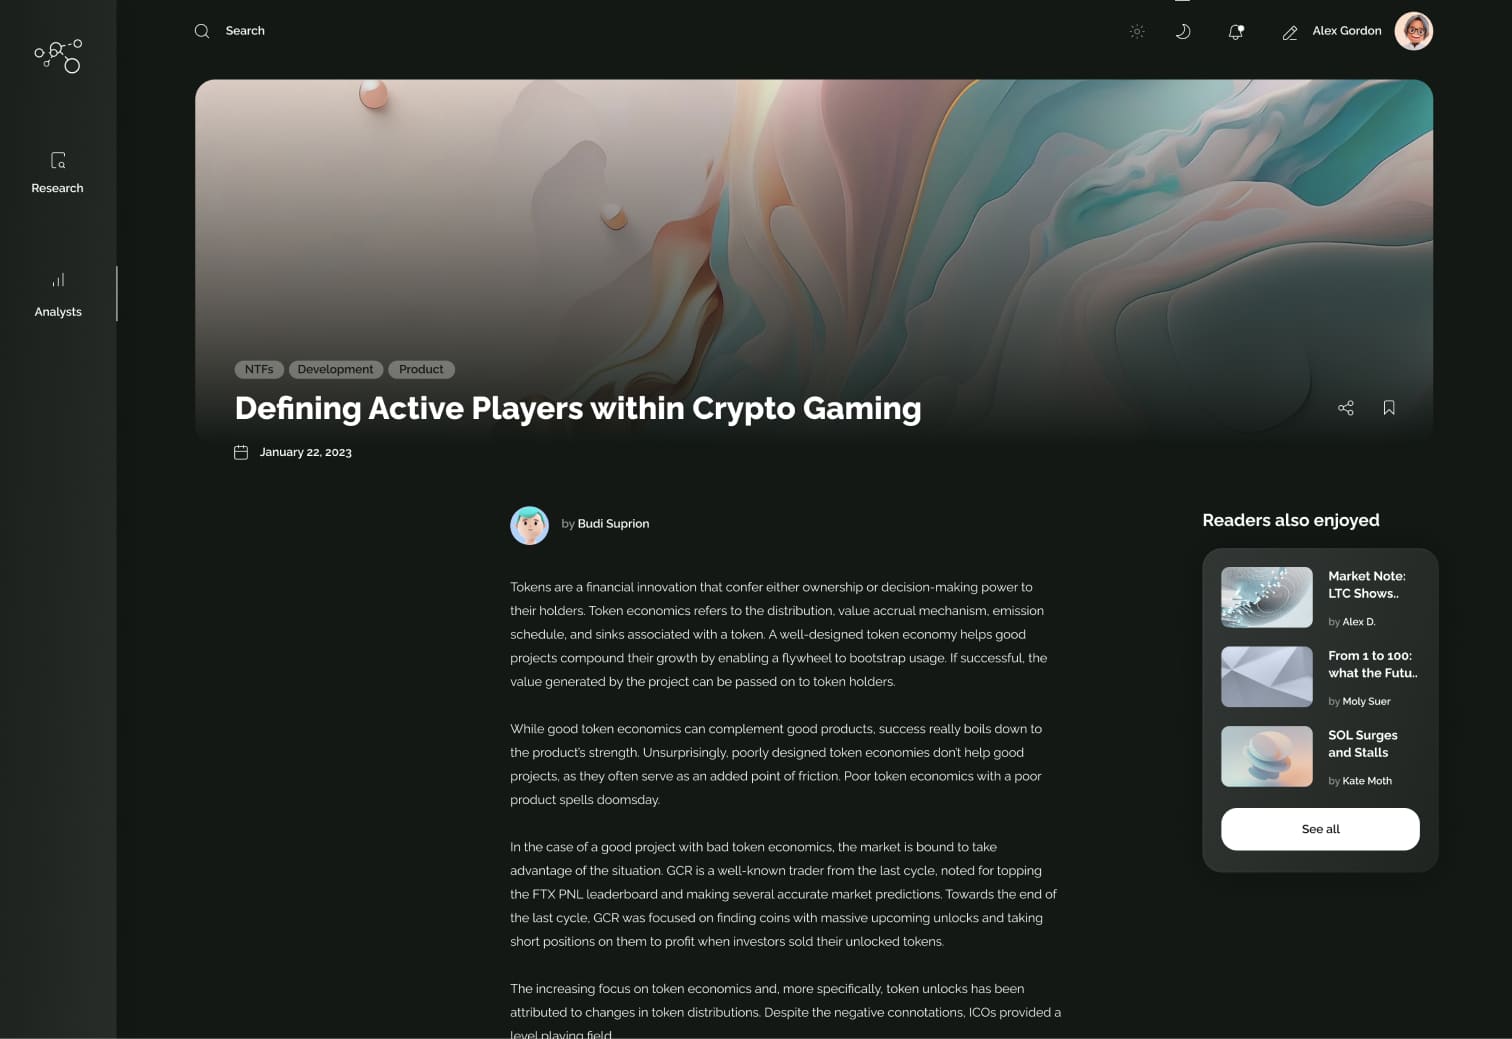 Search
Alex Gordon
Research
Analysts
NTFs
Development
Product
Defining Active Players within Crypto Gaming
January 22, 2023
by Budi Suprion
Tokens are a financial innovation that confer either ownership or decision-making power to
their holders. Token economics refers to the distribution, value accrual mechanism, emission
schedule, and sinks associated with a token. A well-designed token economy helps good
projects compound their growth by enabling a flywheel to bootstrap usage. If successful, the
value generated by the project can be passed on to token holders.
While good token economics can complement good products, success really boils down to
the product's strength. Unsurprisingly, poorly designed token economies don't help good
projects, as they often serve as an added point of friction. Poor token economics with a poor
product spells doomsday.
In the case of a good project with bad token economics, the market is bound to take
advantage of the situation. GCR is a well-known trader from the last cycle, noted for topping
the FTX PNL leaderboard and making several accurate market predictions. Towards the end of
the last cycle, GCR was focused on finding coins with massive upcoming unlocks and taking
short positions on them to profit when investors sold their unlocked tokens.
The increasing focus on token economics and, more specifically, token unlocks has been
attributed to changes in token distributions. Despite the negative connotations, ICOs provided a
level playing field.
Readers also enjoyed
Market Note:
LTC Shows..
by Alex D.
From 1 to 100:
what the Futu..
by Moly Suer
SOL Surges
and Stalls
by Kate Moth
See all